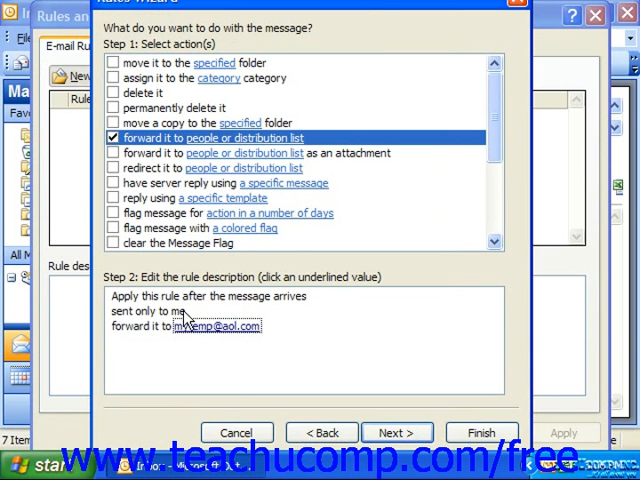 Rules Wizard
Rules an
File
E-mail Ru
New
Rule
Ma
Favo
All M
Rule des
What do you want to do with the message?
Step 1: Select action(s)
move it to the specified folder
assign it to the category category
delete it
permanently delete it
move a copy to the specified folder
forward it to people or distribution list
forward it to people or distribution list as an attachment
redirect it to people or distribution list
have server reply using a specific message
reply using a specific template
flag message for action in a number of days
flag message with a colored flag
clear the Message Flag
Step 2: Edit the rule description (click an underlined value)
Apply this rule after the message arrives
sent only to me
forward it to @aol.com
Cancel
< Back
Next >
Finish
Apply
7 Item
start
www.teachucomp.com/free